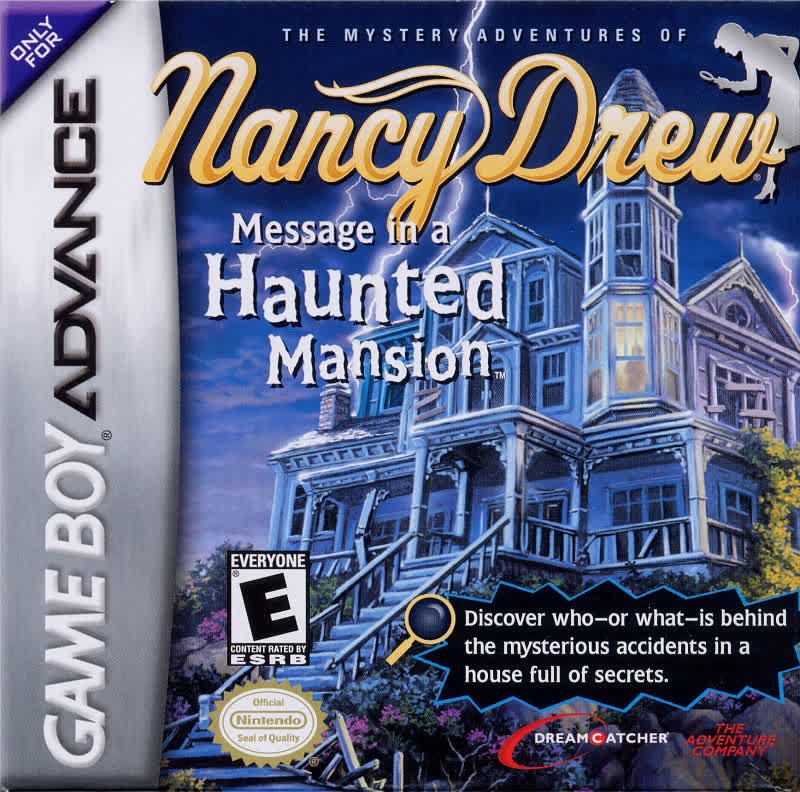 ONLY
FOR
GAME BOY ADVANCE
®
THE MYSTERY ADVENTURES OF
Nancy Drew
®
Message in a
Haunted
Mansion™
EVERYONE
®
E
CONTENT RATED BY
ESRB
Discover who–or what–is behind
the mysterious accidents in a
house full of secrets.
Official
Nintendo
Seal of Quality
®
DREAMCATCHER
THE
ADVENTURE
COMPANY